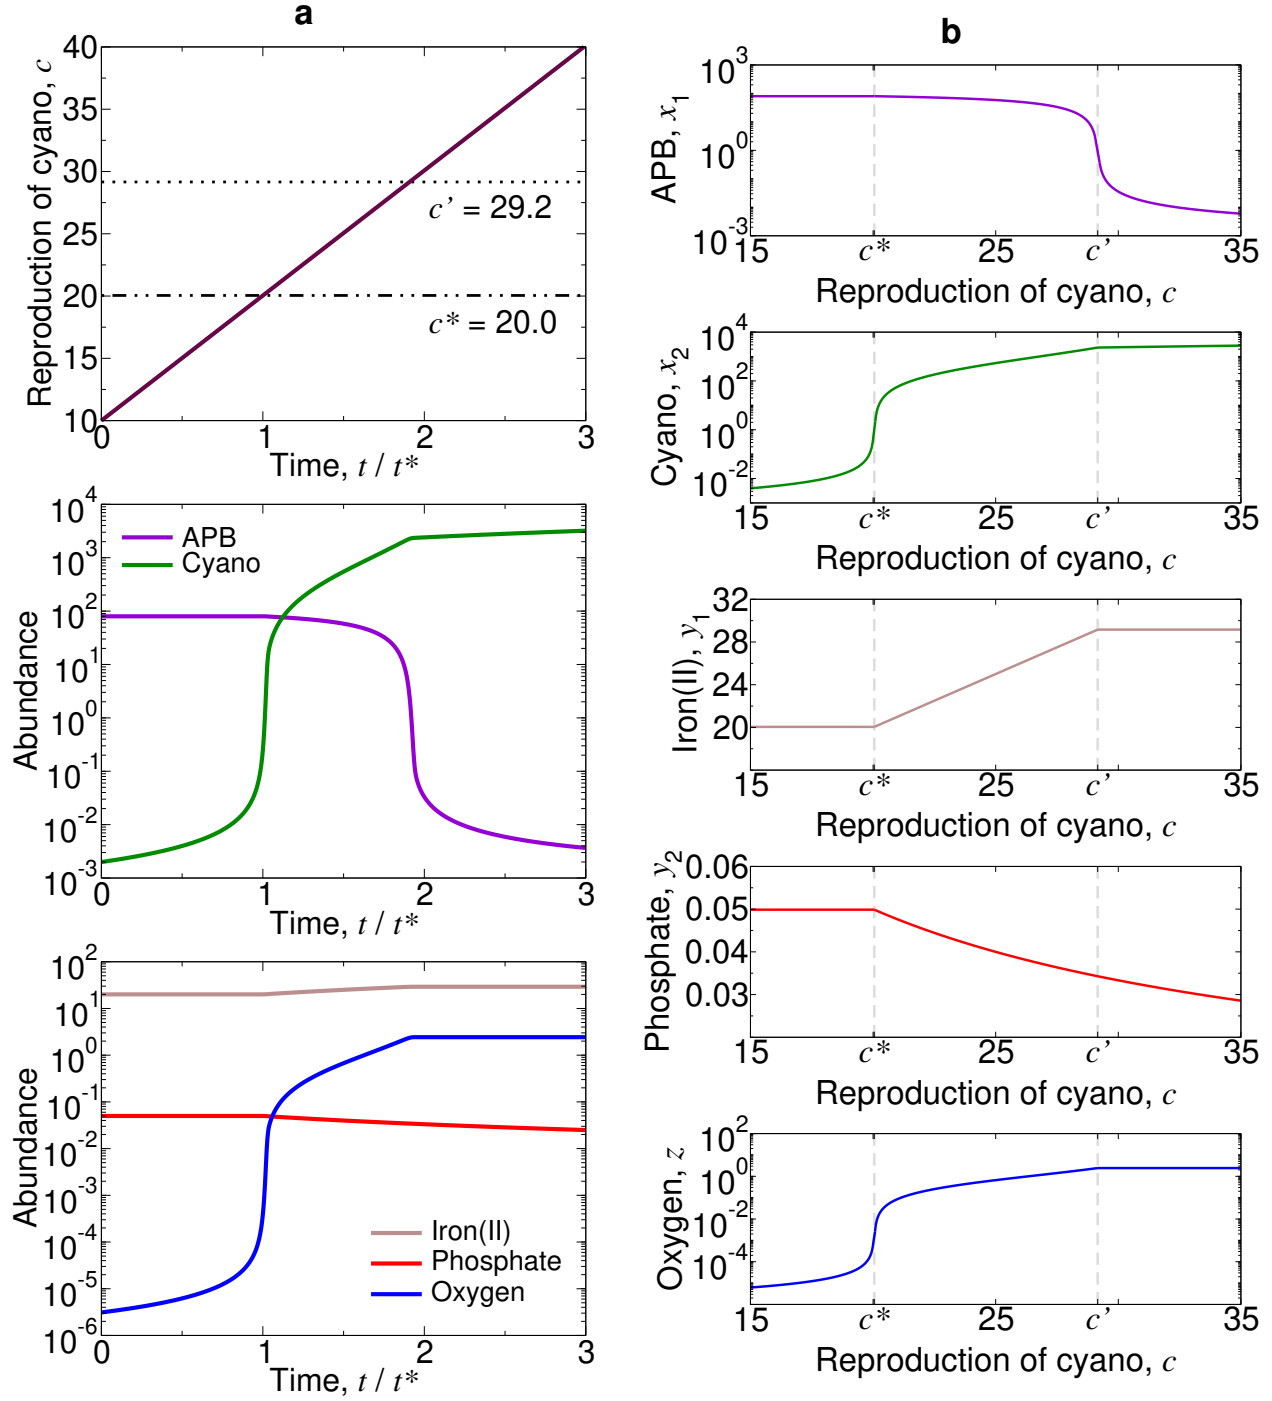 a
40
35
30
25
20
15
10
Reproduction of cyano, c
c' = 29.2
c* = 20.0
0 1 2 3
Time, t / t*
10^4
10^3
10^2
10^1
10^0
10^-1
10^-2
10^-3
Abundance
APB
Cyano
0 1 2 3
Time, t / t*
10^2
10^1
10^0
10^-1
10^-2
10^-3
10^-4
10^-5
10^-6
Abundance
Iron(II)
Phosphate
Oxygen
0 1 2 3
Time, t / t*
b
10^3
10^0
10^-3
APB, x_1
15 c* 25 c' 35
Reproduction of cyano, c
10^4
10^2
10^0
10^-2
Cyano, x_2
15 c* 25 c' 35
Reproduction of cyano, c
32
28
24
20
Iron(II), y_1
15 c* 25 c' 35
Reproduction of cyano, c
0.06
0.05
0.04
0.03
Phosphate, y_2
15 c* 25 c' 35
Reproduction of cyano, c
10^2
10^0
10^-2
10^-4
Oxygen, z
15 c* 25 c' 35
Reproduction of cyano, c